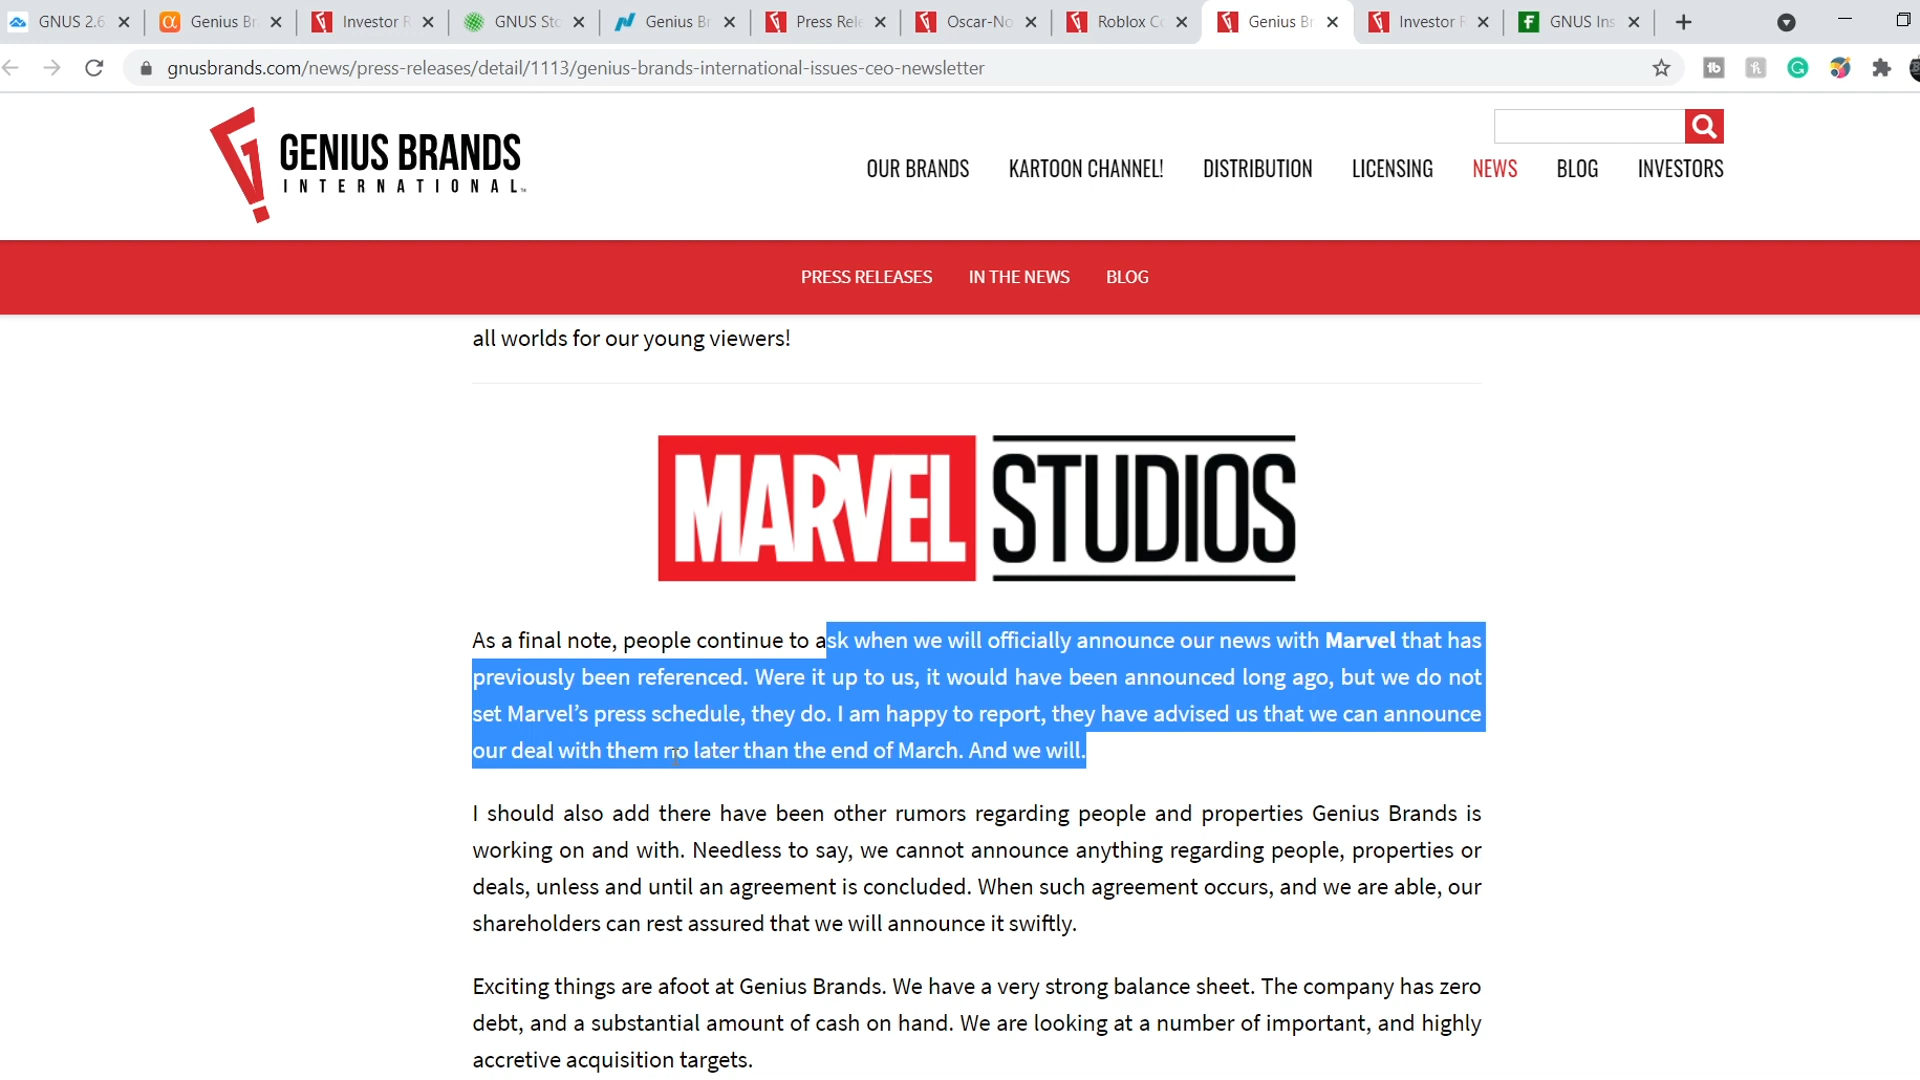 GNUS 2.6
Genius Br
Investor R
GNUS Sto
Genius Br
Press Rele
Oscar-No
Roblox Co
Genius Br
Investor R
GNUS Ins
gnusbrands.com/news/press-releases/detail/1113/genius-brands-international-issues-ceo-newsletter
GENIUS BRANDS
INTERNATIONAL
OUR BRANDS
KARTOON CHANNEL!
DISTRIBUTION
LICENSING
NEWS
BLOG
INVESTORS
PRESS RELEASES
IN THE NEWS
BLOG
all worlds for our young viewers!
MARVEL STUDIOS
As a final note, people continue to ask when we will officially announce our news with Marvel that has
previously been referenced. Were it up to us, it would have been announced long ago, but we do not
set Marvel’s press schedule, they do. I am happy to report, they have advised us that we can announce
our deal with them no later than the end of March. And we will.
I should also add there have been other rumors regarding people and properties Genius Brands is
working on and with. Needless to say, we cannot announce anything regarding people, properties or
deals, unless and until an agreement is concluded. When such agreement occurs, and we are able, our
shareholders can rest assured that we will announce it swiftly.
Exciting things are afoot at Genius Brands. We have a very strong balance sheet. The company has zero
debt, and a substantial amount of cash on hand. We are looking at a number of important, and highly
accretive acquisition targets.